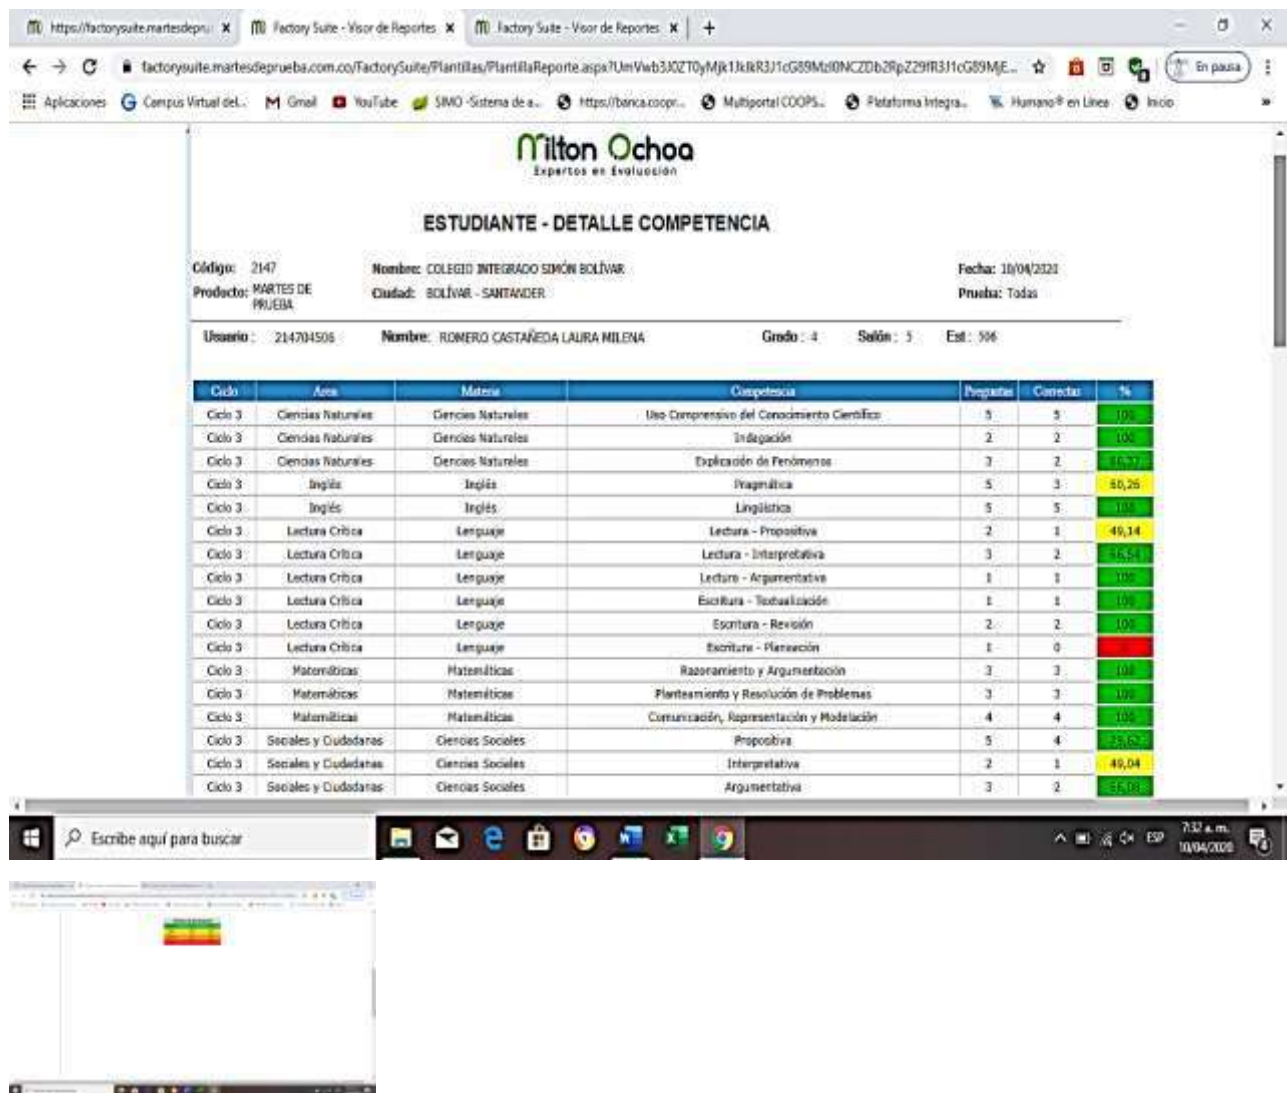 https://factorysuite.martesdepru Factory Suite - Visor de Reportes Factory Suite - Visor de Reportes
factorysuite.martesdeprueba.com.co/FactorySuite/Plantillas/PlantillaReporte.aspx? En pausa
Aplicaciones Campus Virtual del... Gmail YouTube SIMO -Sistema de a... https://banca.coopr... Multiportal COOPS... Plataforma Integra... Humano® en Línea Inicio
Milton Ochoa
Expertos en Evaluación
ESTUDIANTE - DETALLE COMPETENCIA
Código: 2147 Nombre: COLEGIO INTEGRADO SIMÓN BOLÍVAR Fecha: 10/04/2020
Producto: MARTES DE PRUEBA Ciudad: BOLÍVAR - SANTANDER Prueba: Todas
Usuario : 214704506 Nombre: ROMERO CASTAÑEDA LAURA MILENA Grado : 4 Salón : 5 Est : 506
Ciclo Area Materia Competencia Preguntas Correctas %
Ciclo 3 Ciencias Naturales Ciencias Naturales Uso Comprensivo del Conocimiento Científico 5 5 100
Ciclo 3 Ciencias Naturales Ciencias Naturales Indagación 2 2 100
Ciclo 3 Ciencias Naturales Ciencias Naturales Explicación de Fenómenos 3 2
Ciclo 3 Inglés Inglés Pragmática 5 3 60,26
Ciclo 3 Inglés Inglés Lingüística 5 5 100
Ciclo 3 Lectura Crítica Lenguaje Lectura - Propositiva 2 1 49,14
Ciclo 3 Lectura Crítica Lenguaje Lectura - Interpretativa 3 2
Ciclo 3 Lectura Crítica Lenguaje Lectura - Argumentativa 1 1 100
Ciclo 3 Lectura Crítica Lenguaje Escritura - Textualización 1 1 100
Ciclo 3 Lectura Crítica Lenguaje Escritura - Revisión 2 2 100
Ciclo 3 Lectura Crítica Lenguaje Escritura - Planeación 1 0
Ciclo 3 Matemáticas Matemáticas Razonamiento y Argumentación 3 3 100
Ciclo 3 Matemáticas Matemáticas Planteamiento y Resolución de Problemas 3 3 100
Ciclo 3 Matemáticas Matemáticas Comunicación, Representación y Modelación 4 4 100
Ciclo 3 Sociales y Ciudadanas Ciencias Sociales Propositiva 5 4
Ciclo 3 Sociales y Ciudadanas Ciencias Sociales Interpretativa 2 1 49,04
Ciclo 3 Sociales y Ciudadanas Ciencias Sociales Argumentativa 3 2
Escribe aquí para buscar ESP 7:32 a. m.
10/04/2020